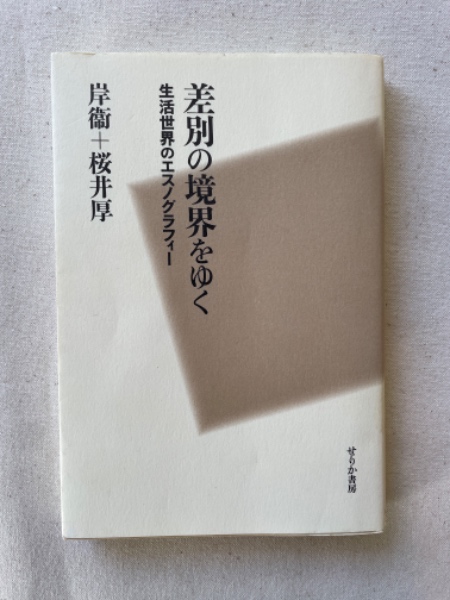 差別の境界をゆく
生活世界のエスノグラフィー
岸衞+桜井厚
せりか書房